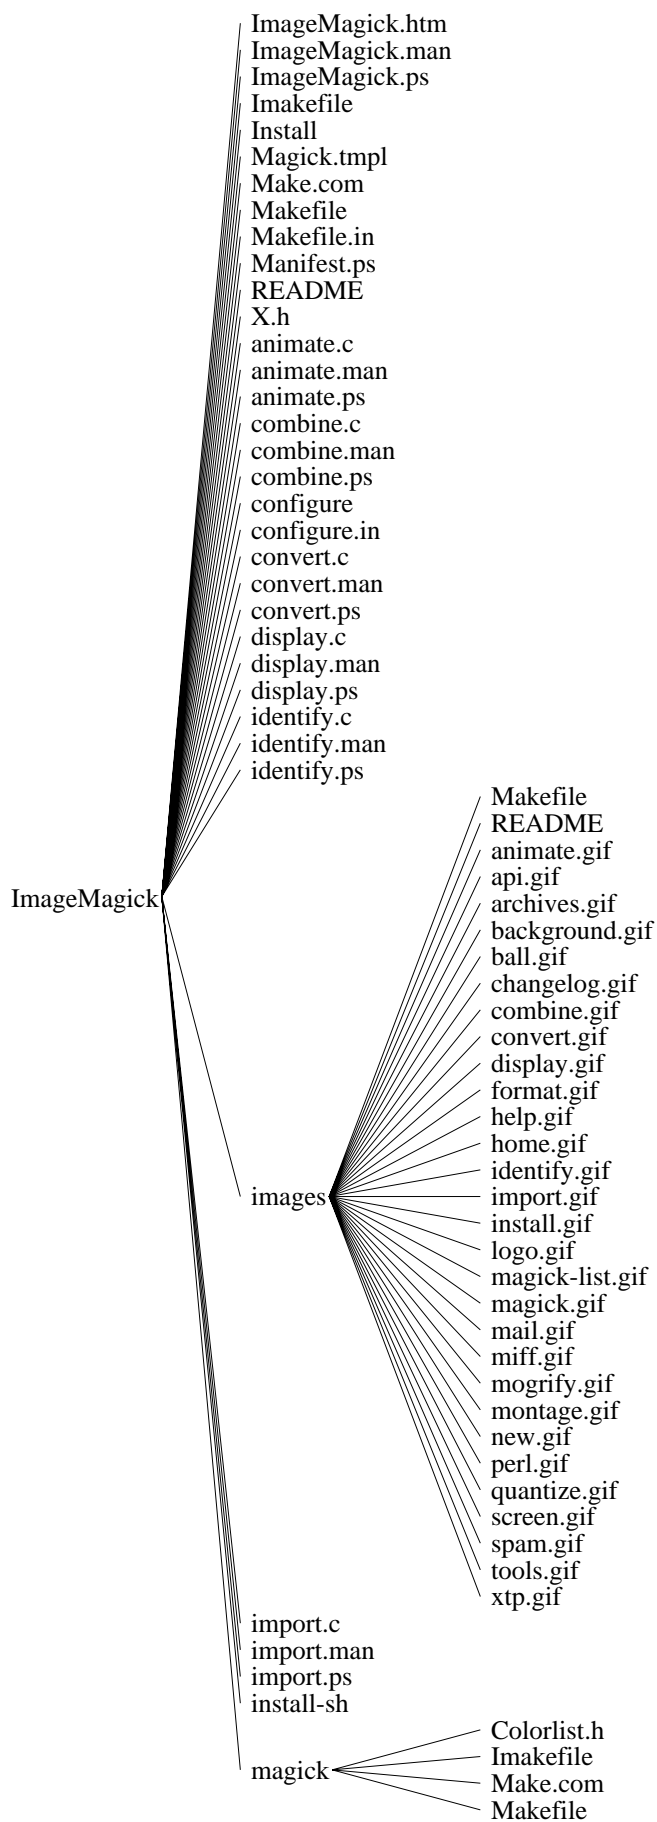 ImageMagick.htm
ImageMagick.man
ImageMagick.ps
Imakefile
Install
Magick.tmpl
Make.com
Makefile
Makefile.in
Manifest.ps
README
X.h
animate.c
animate.man
animate.ps
combine.c
combine.man
combine.ps
configure
configure.in
convert.c
convert.man
convert.ps
display.c
display.man
display.ps
identify.c
identify.man
identify.ps
Makefile
README
animate.gif
api.gif
ImageMagick
archives.gif
background.gif
ball.gif
changelog.gif
combine.gif
convert.gif
display.gif
format.gif
help.gif
home.gif
identify.gif
images
import.gif
install.gif
logo.gif
magick-list.gif
magick.gif
mail.gif
miff.gif
mogrify.gif
montage.gif
new.gif
perl.gif
quantize.gif
screen.gif
spam.gif
tools.gif
xtp.gif
import.c
import.man
import.ps
install-sh
Colorlist.h
Imakefile
magick
Make.com
Makefile